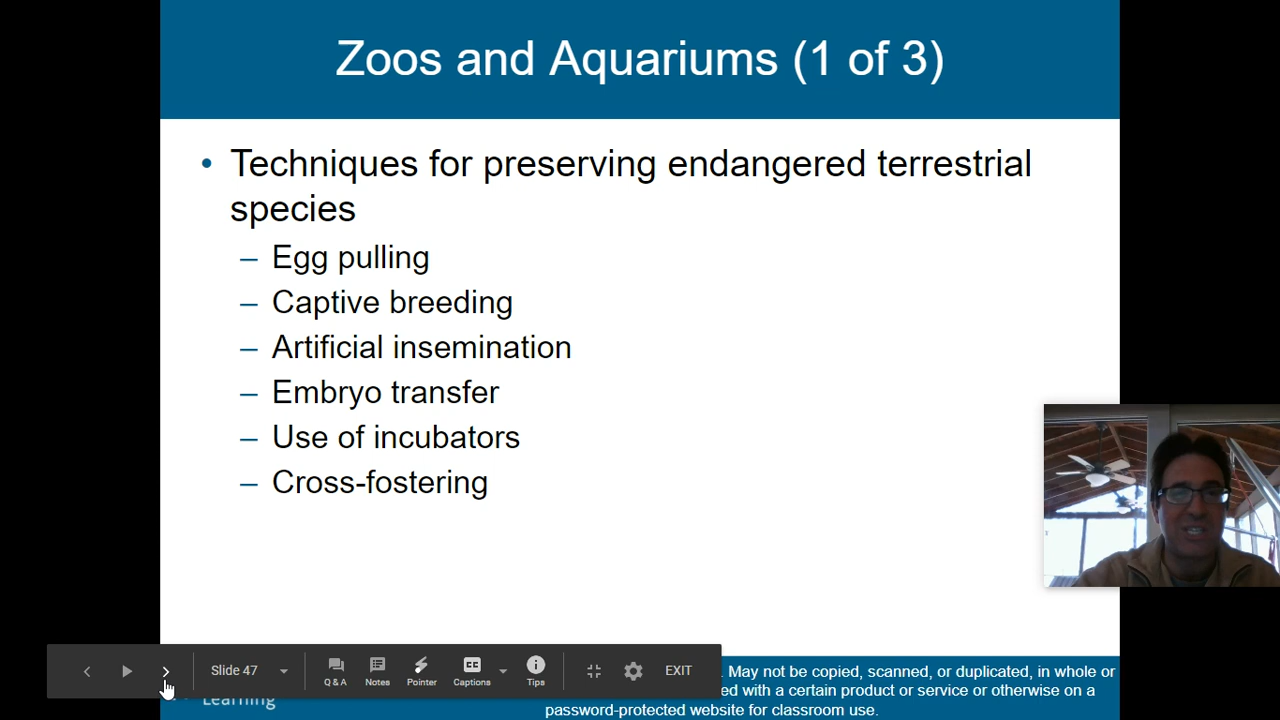 Zoos and Aquariums (1 of 3)
• Techniques for preserving endangered terrestrial
species
– Egg pulling
– Captive breeding
– Artificial insemination
– Embryo transfer
– Use of incubators
– Cross-fostering
Slide 47
Q & A
Notes
Pointer
Captions
Tips
EXIT
Learning
. May not be copied, scanned, or duplicated, in whole or
ed with a certain product or service or otherwise on a
password-protected website for classroom use.